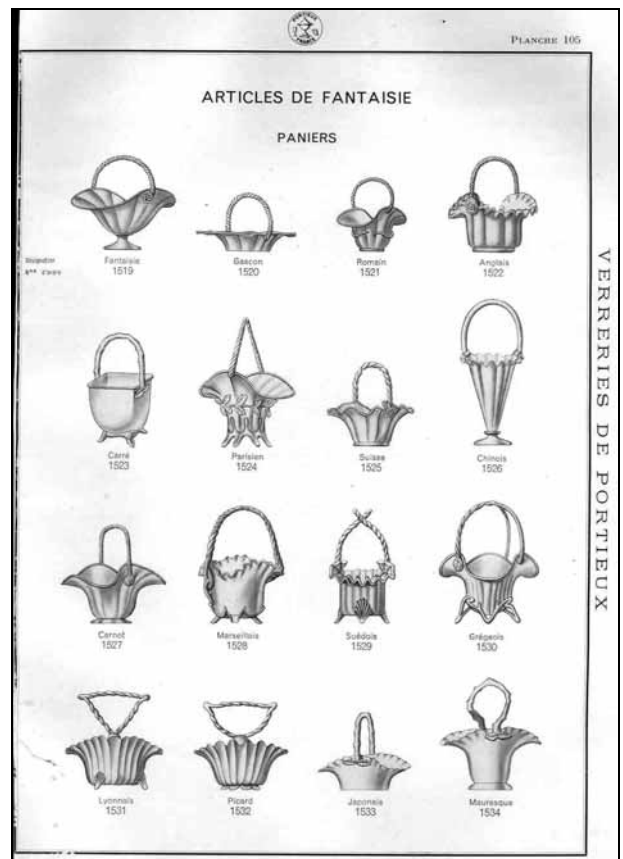 PLANCHE 105
ARTICLES DE FANTAISIE
PANIERS
Fantaisie
1519
Gascon
1520
Romain
1521
Anglais
1522
Carré
1523
Parisien
1524
Suisse
1525
Chinois
1526
Carnot
1527
Marseillais
1528
Suédois
1529
Grégeois
1530
Lyonnais
1531
Picard
1532
Japonais
1533
Mauresque
1534
VERRERIES DE PORTIEUX